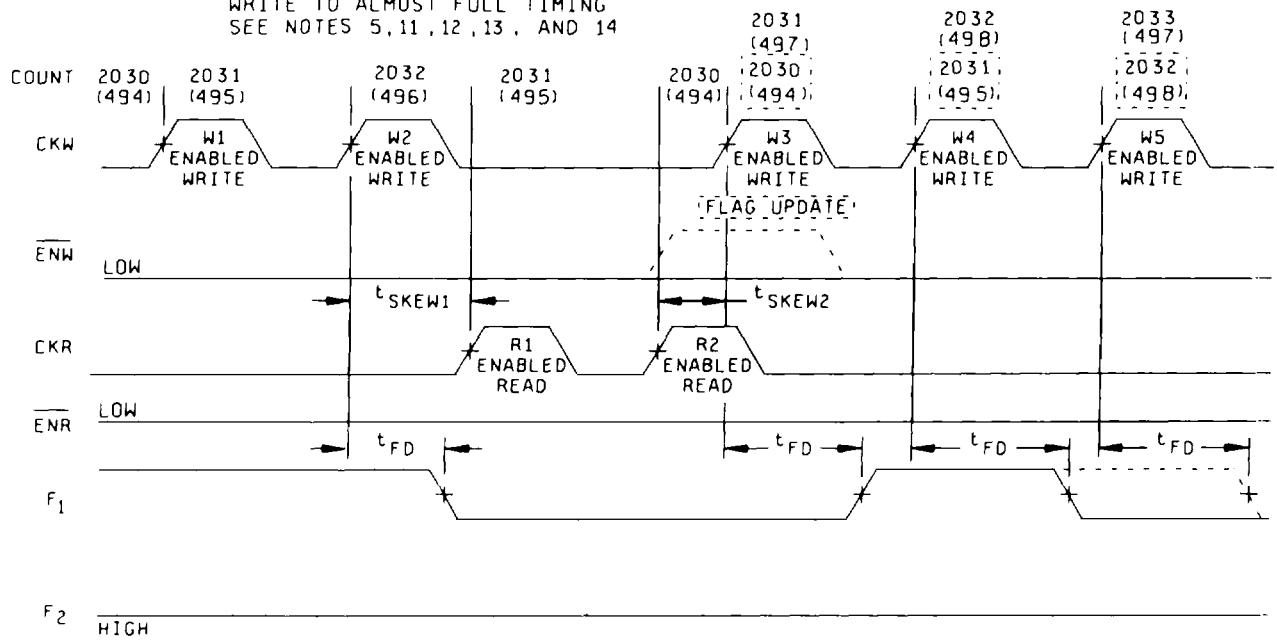 WRITE TO ALMOST FULL TIMING
SEE NOTES 5,11,12,13, AND 14
2031
(497)
2032
(498)
2033
(497)
COUNT
2030
(494)
2031
(495)
2032
(496)
2031
(495)
2030
(494)
2030
(494)
2031
(495)
2032
(498)
CKW
W1
ENABLED
WRITE
W2
ENABLED
WRITE
W3
ENABLED
WRITE
W4
ENABLED
WRITE
W5
ENABLED
WRITE
FLAG UPDATE
ENW
LOW
tSKEW1
tSKEW2
CKR
R1
ENABLED
READ
R2
ENABLED
READ
ENR
LOW
tFD
tFD
tFD
tFD
F1
F2
HIGH